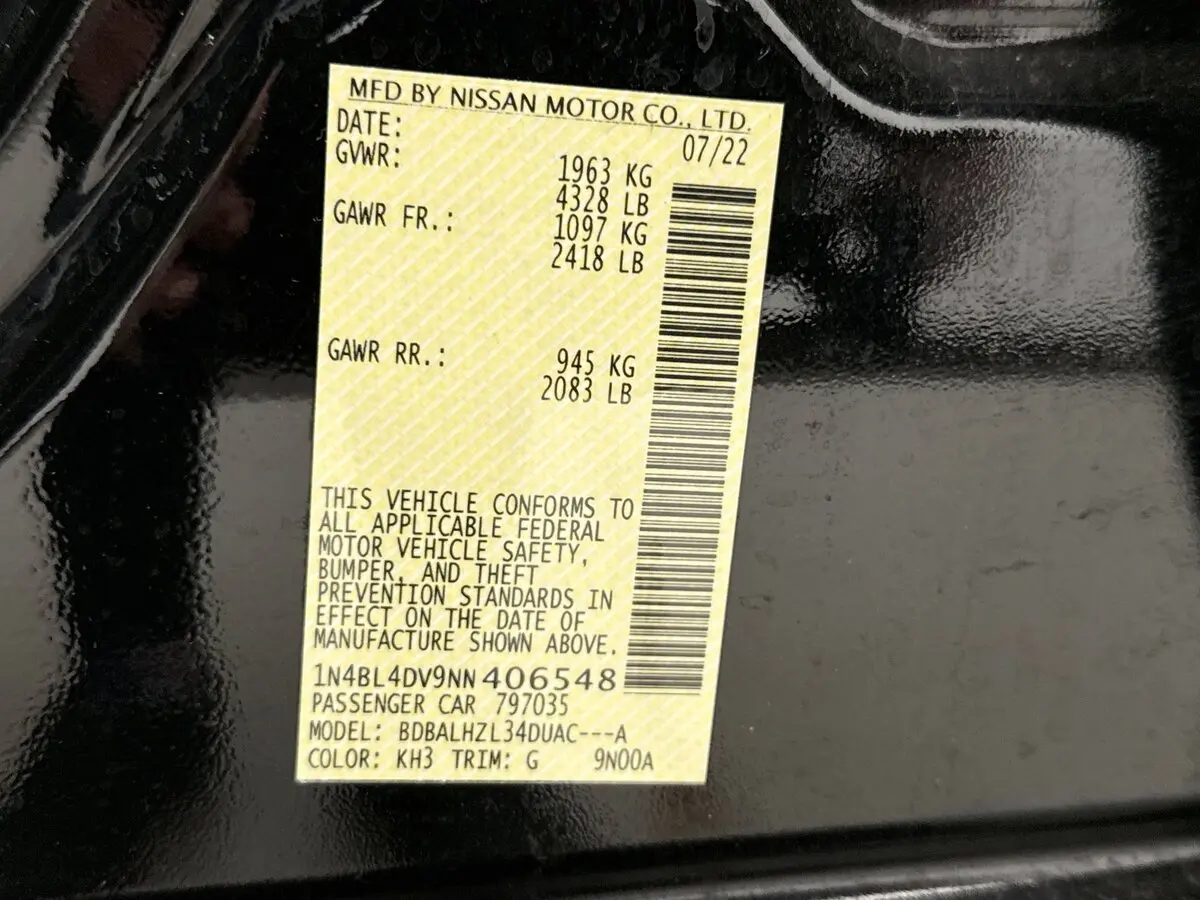 MFD BY NISSAN MOTOR CO., LTD.
DATE: 07/22
GVWR: 1963 KG
4328 LB
GAWR FR.: 1097 KG
2418 LB
GAWR RR.: 945 KG
2083 LB
THIS VEHICLE CONFORMS TO
ALL APPLICABLE FEDERAL
MOTOR VEHICLE SAFETY,
BUMPER, AND THEFT
PREVENTION STANDARDS IN
EFFECT ON THE DATE OF
MANUFACTURE SHOWN ABOVE.
1N4BL4DV9NN406548
PASSENGER CAR 797035
MODEL: BDBALHZL34DUAC---A
COLOR: KH3 TRIM: G 9N00A